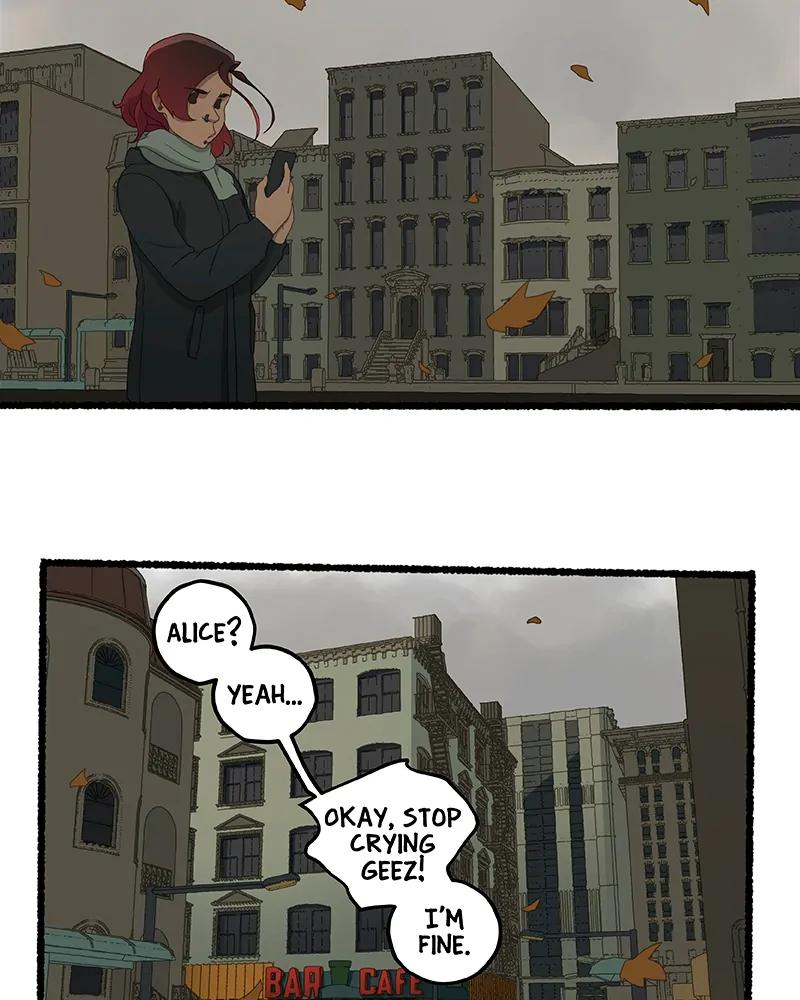 ALICE?
YEAH...
OKAY, STOP
CRYING
GEEZ!
I'M
FINE.
BAR CAFE